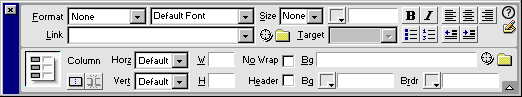 Format None Default Font Size None B I
Link Target
Column Horz Default W No Wrap Bg
Vert Default H Header Bg Brdr